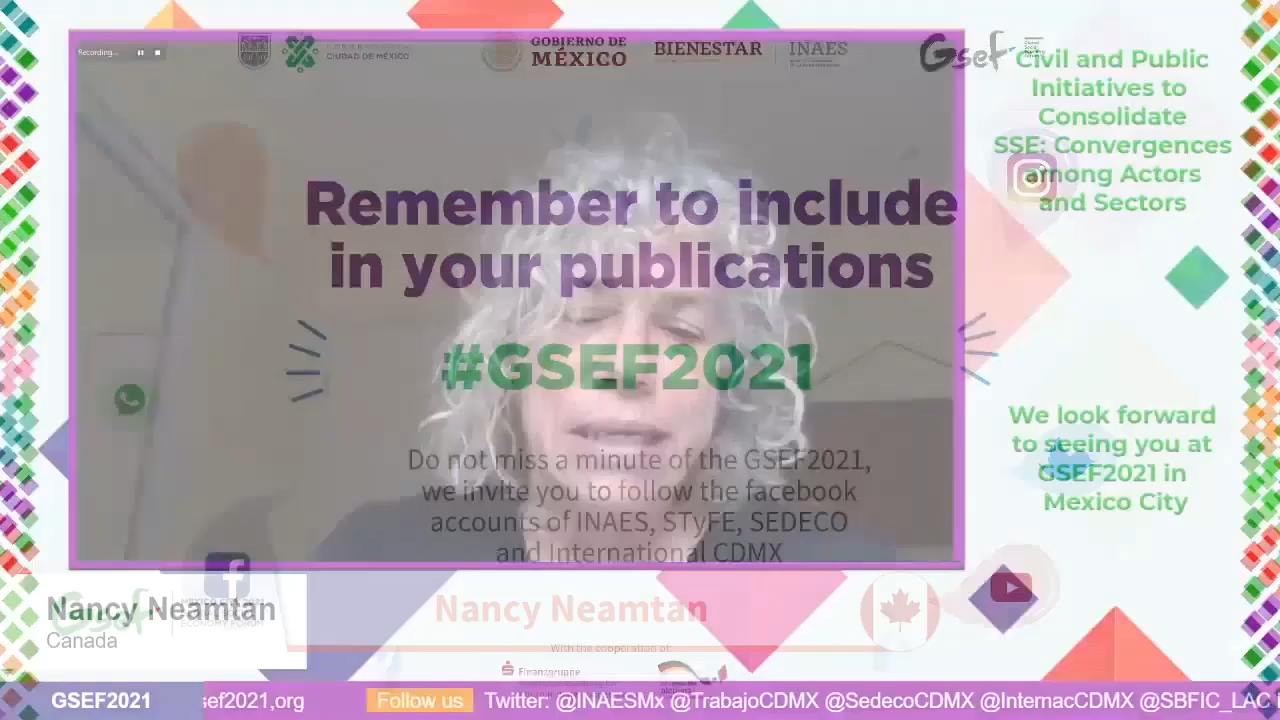 Recording...
CIUDAD DE MÉXICO
GOBIERNO DE
MÉXICO
BIENESTAR
INAES
Gsef
Civil and Public
Initiatives to
Consolidate
SSE: Convergences
among Actors
and Sectors
Remember to include
in your publications
#GSEF2021
Do not miss a minute of the GSEF2021,
we invite you to follow the facebook
accounts of INAES, STyFE, SEDECO
and International CDMX
We look forward
to seeing you at
GSEF2021 in
Mexico City
Nancy Neamtan
Canada
Nancy Neamtan
With the cooperation of:
Finanzgruppe
GSEF2021
sef2021,org
Follow us
Twitter: @INAESMx @TrabajoCDMX @SedecoCDMX @InternacCDMX @SBFIC_LAC